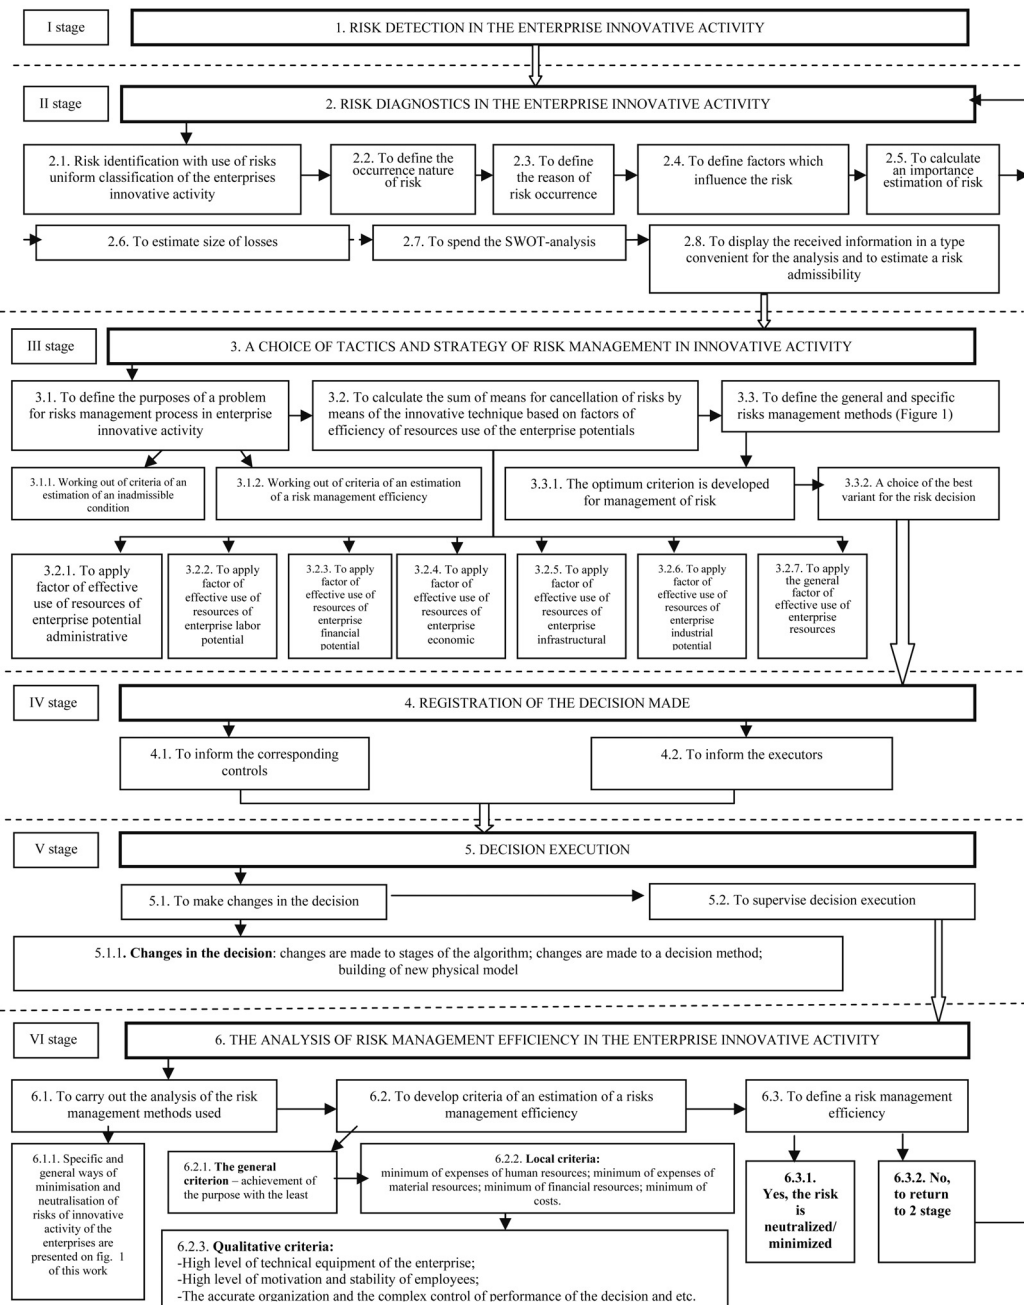 I stage
1. RISK DETECTION IN THE ENTERPRISE INNOVATIVE ACTIVITY
II stage
2. RISK DIAGNOSTICS IN THE ENTERPRISE INNOVATIVE ACTIVITY
2.1. Risk identification with use of risks
uniform classification of the enterprises
innovative activity
2.2. To define the
occurrence nature
of risk
2.3. To define
the reason of
risk occurrence
2.4. To define factors which
influence the risk
2.5. To calculate
an importance
estimation of risk
2.6. To estimate size of losses
2.7. To spend the SWOT-analysis
2.8. To display the received information in a type
convenient for the analysis and to estimate a risk
admissibility
III stage
3. A CHOICE OF TACTICS AND STRATEGY OF RISK MANAGEMENT IN INNOVATIVE ACTIVITY
3.1. To define the purposes of a problem
for risks management process in enterprise
innovative activity
3.2. To calculate the sum of means for cancellation of risks by
means of the innovative technique based on factors of
efficiency of resources use of the enterprise potentials
3.3. To define the general and specific
risks management methods (Figure 1)
3.1.1. Working out of criteria of an
estimation of an inadmissible
condition
3.1.2. Working out of criteria of an estimation
of a risk management efficiency
3.3.1. The optimum criterion is developed
for management of risk
3.3.2. A choice of the best
variant for the risk decision
3.2.1. To apply
factor of effective
use of resources of
enterprise potential
administrative
3.2.2. To apply
factor of
effective use of
resources of
enterprise labor
potential
3.2.3. To apply
factor of
effective use of
resources of
enterprise
financial
potential
3.2.4. To apply
factor of
effective use of
resources of
enterprise
economic
3.2.5. To apply
factor of
effective use of
resources of
enterprise
infrastructural
3.2.6. To apply
factor of
effective use of
resources of
enterprise
industrial
potential
3.2.7. To apply
the general
factor of
effective use of
enterprise
resources
IV stage
4. REGISTRATION OF THE DECISION MADE
4.1. To inform the corresponding
controls
4.2. To inform the executors
V stage
5. DECISION EXECUTION
5.1. To make changes in the decision
5.2. To supervise decision execution
5.1.1. Changes in the decision: changes are made to stages of the algorithm; changes are made to a decision method;
building of new physical model
VI stage
6. THE ANALYSIS OF RISK MANAGEMENT EFFICIENCY IN THE ENTERPRISE INNOVATIVE ACTIVITY
6.1. To carry out the analysis of the risk
management methods used
6.2. To develop criteria of an estimation of a risks
management efficiency
6.3. To define a risk management
efficiency
6.1.1. Specific and
general ways of
minimisation and
neutralisation of
risks of innovative
activity of the
enterprises are
presented on fig. 1
of this work
6.2.1. The general
criterion – achievement of
the purpose with the least
6.2.2. Local criteria:
minimum of expenses of human resources; minimum of expenses of
material resources; minimum of financial resources; minimum of
costs.
6.3.1.
Yes, the risk
is
neutralized/
minimized
6.3.2. No,
to return
to 2 stage
6.2.3. Qualitative criteria:
-High level of technical equipment of the enterprise;
-High level of motivation and stability of employees;
-The accurate organization and the complex control of performance of the decision and etc.